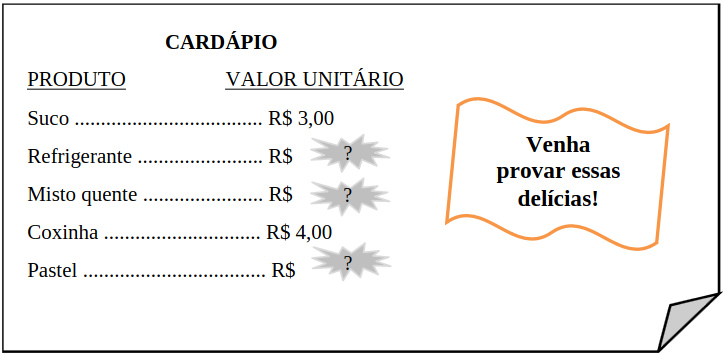 CARDÁPIO
PRODUTO VALOR UNITÁRIO
Suco .................................. R$ 3,00
Refrigerante ....................... R$ ?
Misto quente ...................... R$ ?
Coxinha ............................. R$ 4,00
Pastel .................................. R$ ?
Venha
provar essas
delícias!